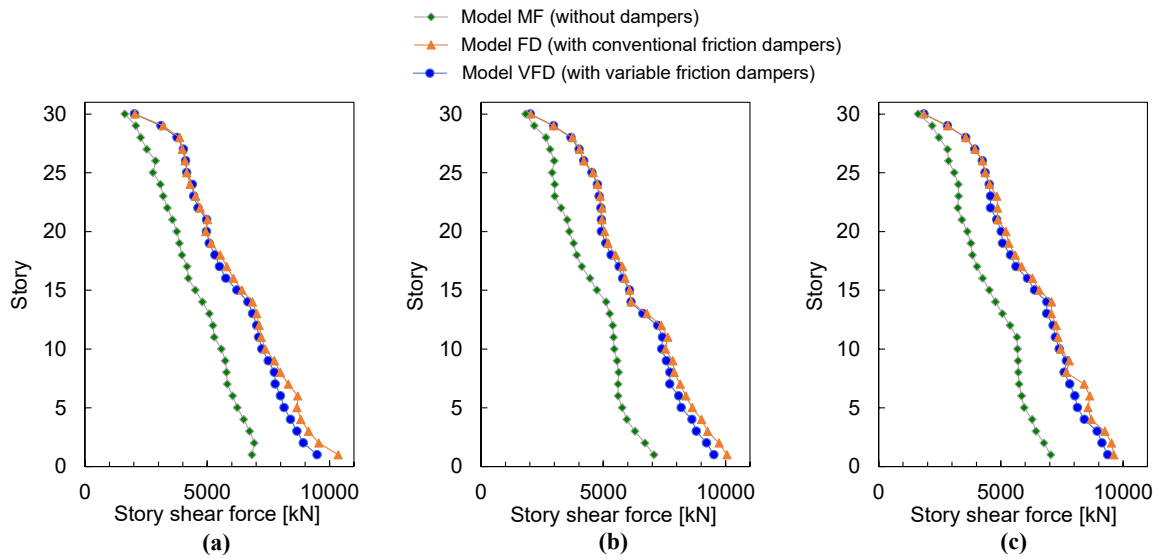 Model MF (without dampers)
Model FD (with conventional friction dampers)
Model VFD (with variable friction dampers)
30
25
20
15
10
5
0
Story
0 5000 10000
Story shear force [kN]
(a)
30
25
20
15
10
5
0
Story
0 5000 10000
Story shear force [kN]
(b)
30
25
20
15
10
5
0
Story
0 5000 10000
Story shear force [kN]
(c)